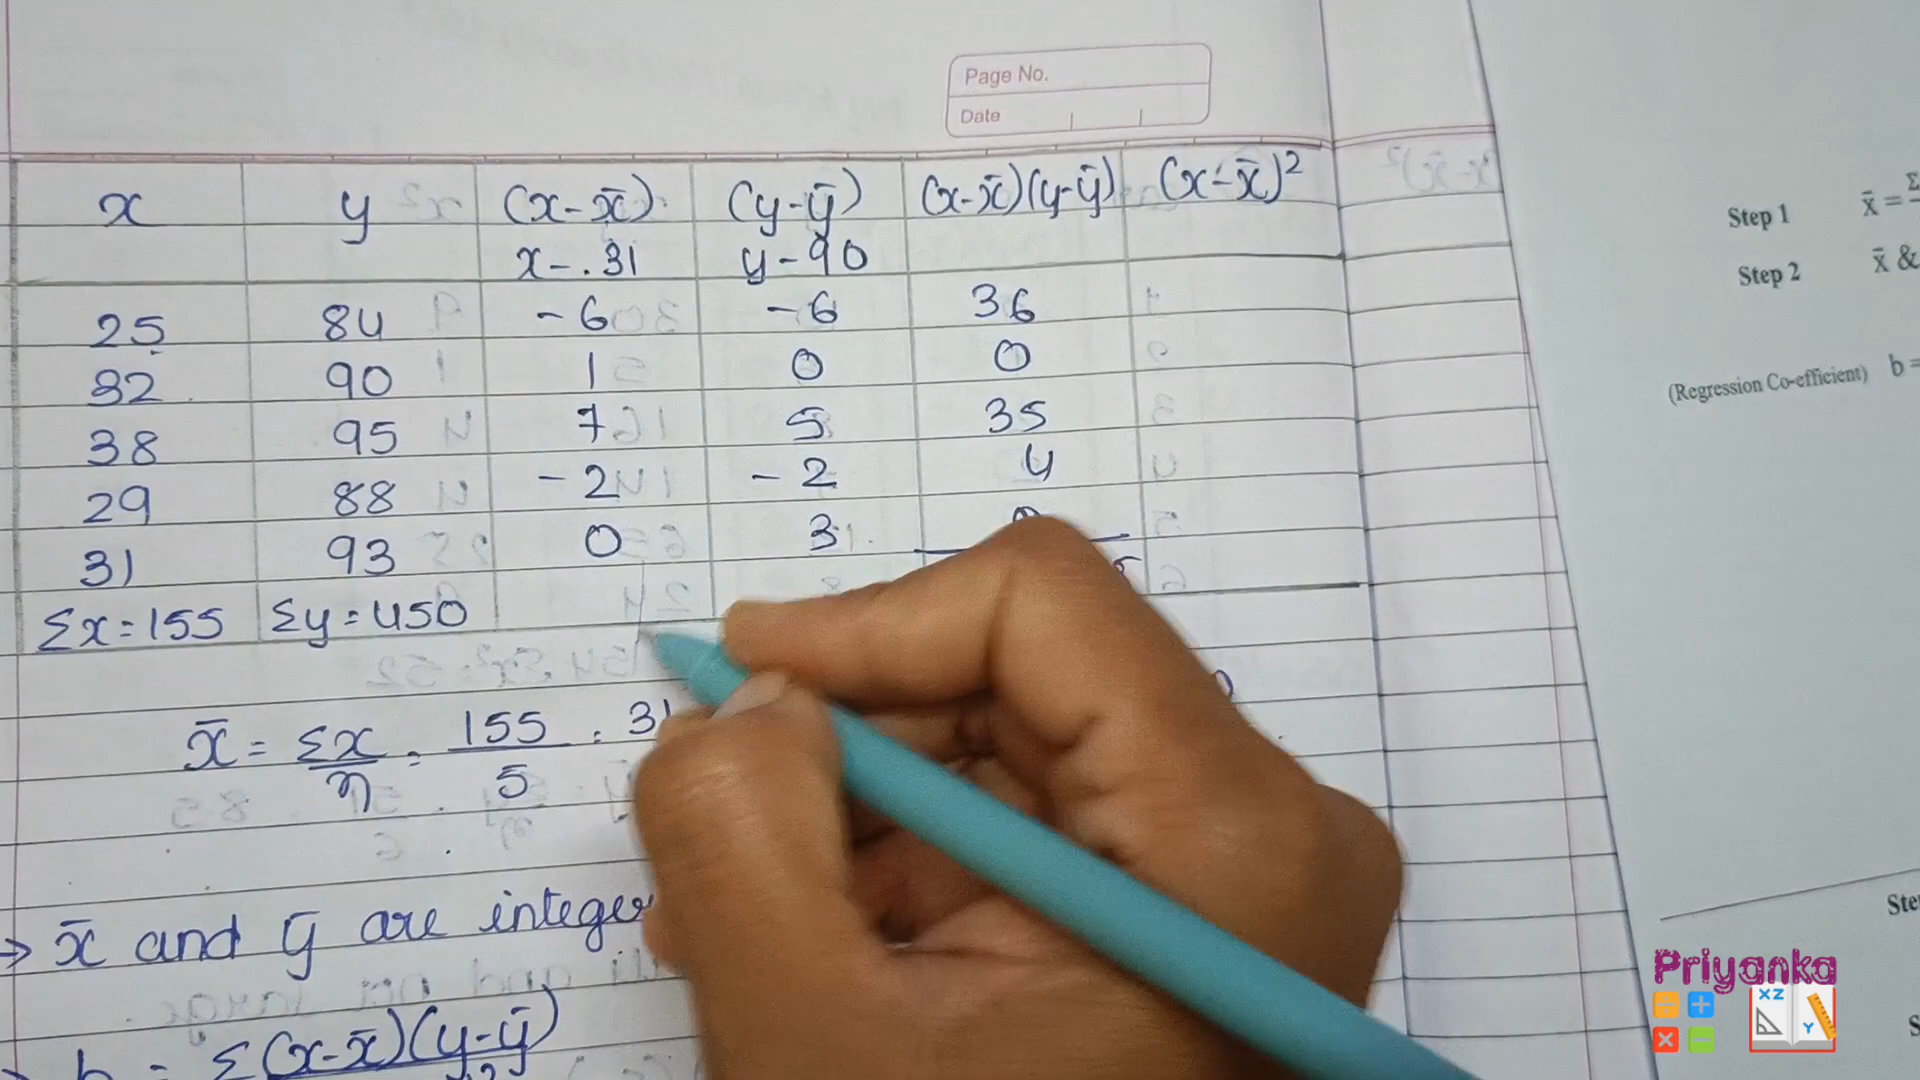 Page No.
Date
x y (x-x̄) (y-ȳ) (x-x̄)(y-ȳ) (x-x̄)²
x-.31 y-90
25 84 -6 -6 36
32 90 1 0 0
38 95 7 5 35
29 88 -2 -2 4
31 93 0 3
Σx=155 Σy=450
x̄ = Σx/n = 155/5 = 31
→ x̄ and ȳ are integer
b = Σ(x-x̄)(y-ȳ)
Step 1 x̄ =
Step 2 x̄ &
(Regression Co-efficient) b =
Priyanka
XZ
Y